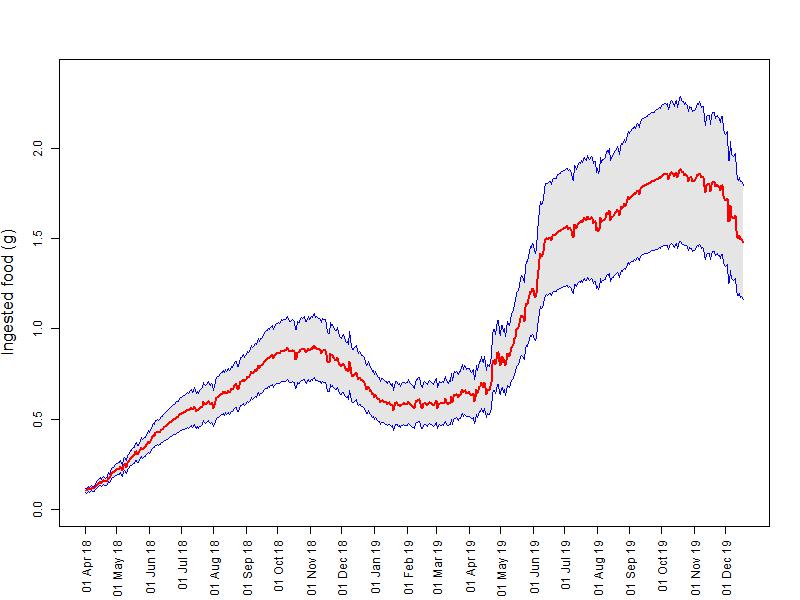 Ingested food (g)
2.0
1.5
1.0
0.5
0.0
01 Apr 18
01 May 18
01 Jun 18
01 Jul 18
01 Aug 18
01 Sep 18
01 Oct 18
01 Nov 18
01 Dec 18
01 Jan 19
01 Feb 19
01 Mar 19
01 Apr 19
01 May 19
01 Jun 19
01 Jul 19
01 Aug 19
01 Sep 19
01 Oct 19
01 Nov 19
01 Dec 19